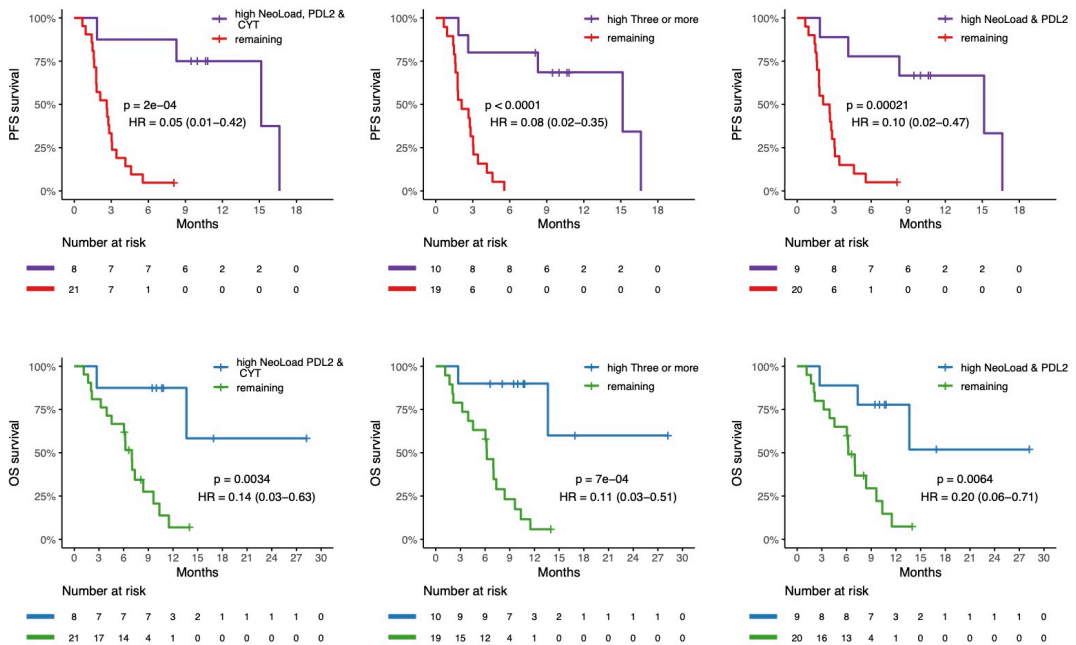 high NeoLoad, PDL2 &
CYT
remaining
PFS survival
100%
75%
50%
25%
0%
p = 2e−04
HR = 0.05 (0.01−0.42)
0 3 6 9 12 15 18
Months
Number at risk
8 7 7 6 2 2 0
21 7 1 0 0 0 0
high Three or more
remaining
PFS survival
100%
75%
50%
25%
0%
p < 0.0001
HR = 0.08 (0.02−0.35)
0 3 6 9 12 15 18
Months
Number at risk
10 8 8 6 2 2 0
19 6 0 0 0 0 0
high NeoLoad & PDL2
remaining
PFS survival
100%
75%
50%
25%
0%
p = 0.00021
HR = 0.10 (0.02−0.47)
0 3 6 9 12 15 18
Months
Number at risk
9 8 7 6 2 2 0
20 6 1 0 0 0 0
high NeoLoad PDL2 &
CYT
remaining
OS survival
100%
75%
50%
25%
0%
p = 0.0034
HR = 0.14 (0.03−0.63)
0 3 6 9 12 15 18 21 24 27 30
Months
Number at risk
8 7 7 7 3 2 1 1 1 1 0
21 17 14 4 1 0 0 0 0 0 0
high Three or more
remaining
OS survival
100%
75%
50%
25%
0%
p = 7e−04
HR = 0.11 (0.03−0.51)
0 3 6 9 12 15 18 21 24 27 30
Months
Number at risk
10 9 9 7 3 2 1 1 1 1 0
19 15 12 4 1 0 0 0 0 0 0
high NeoLoad & PDL2
remaining
OS survival
100%
75%
50%
25%
0%
p = 0.0064
HR = 0.20 (0.06−0.71)
0 3 6 9 12 15 18 21 24 27 30
Months
Number at risk
9 8 8 7 3 2 1 1 1 1 0
20 16 13 4 1 0 0 0 0 0 0